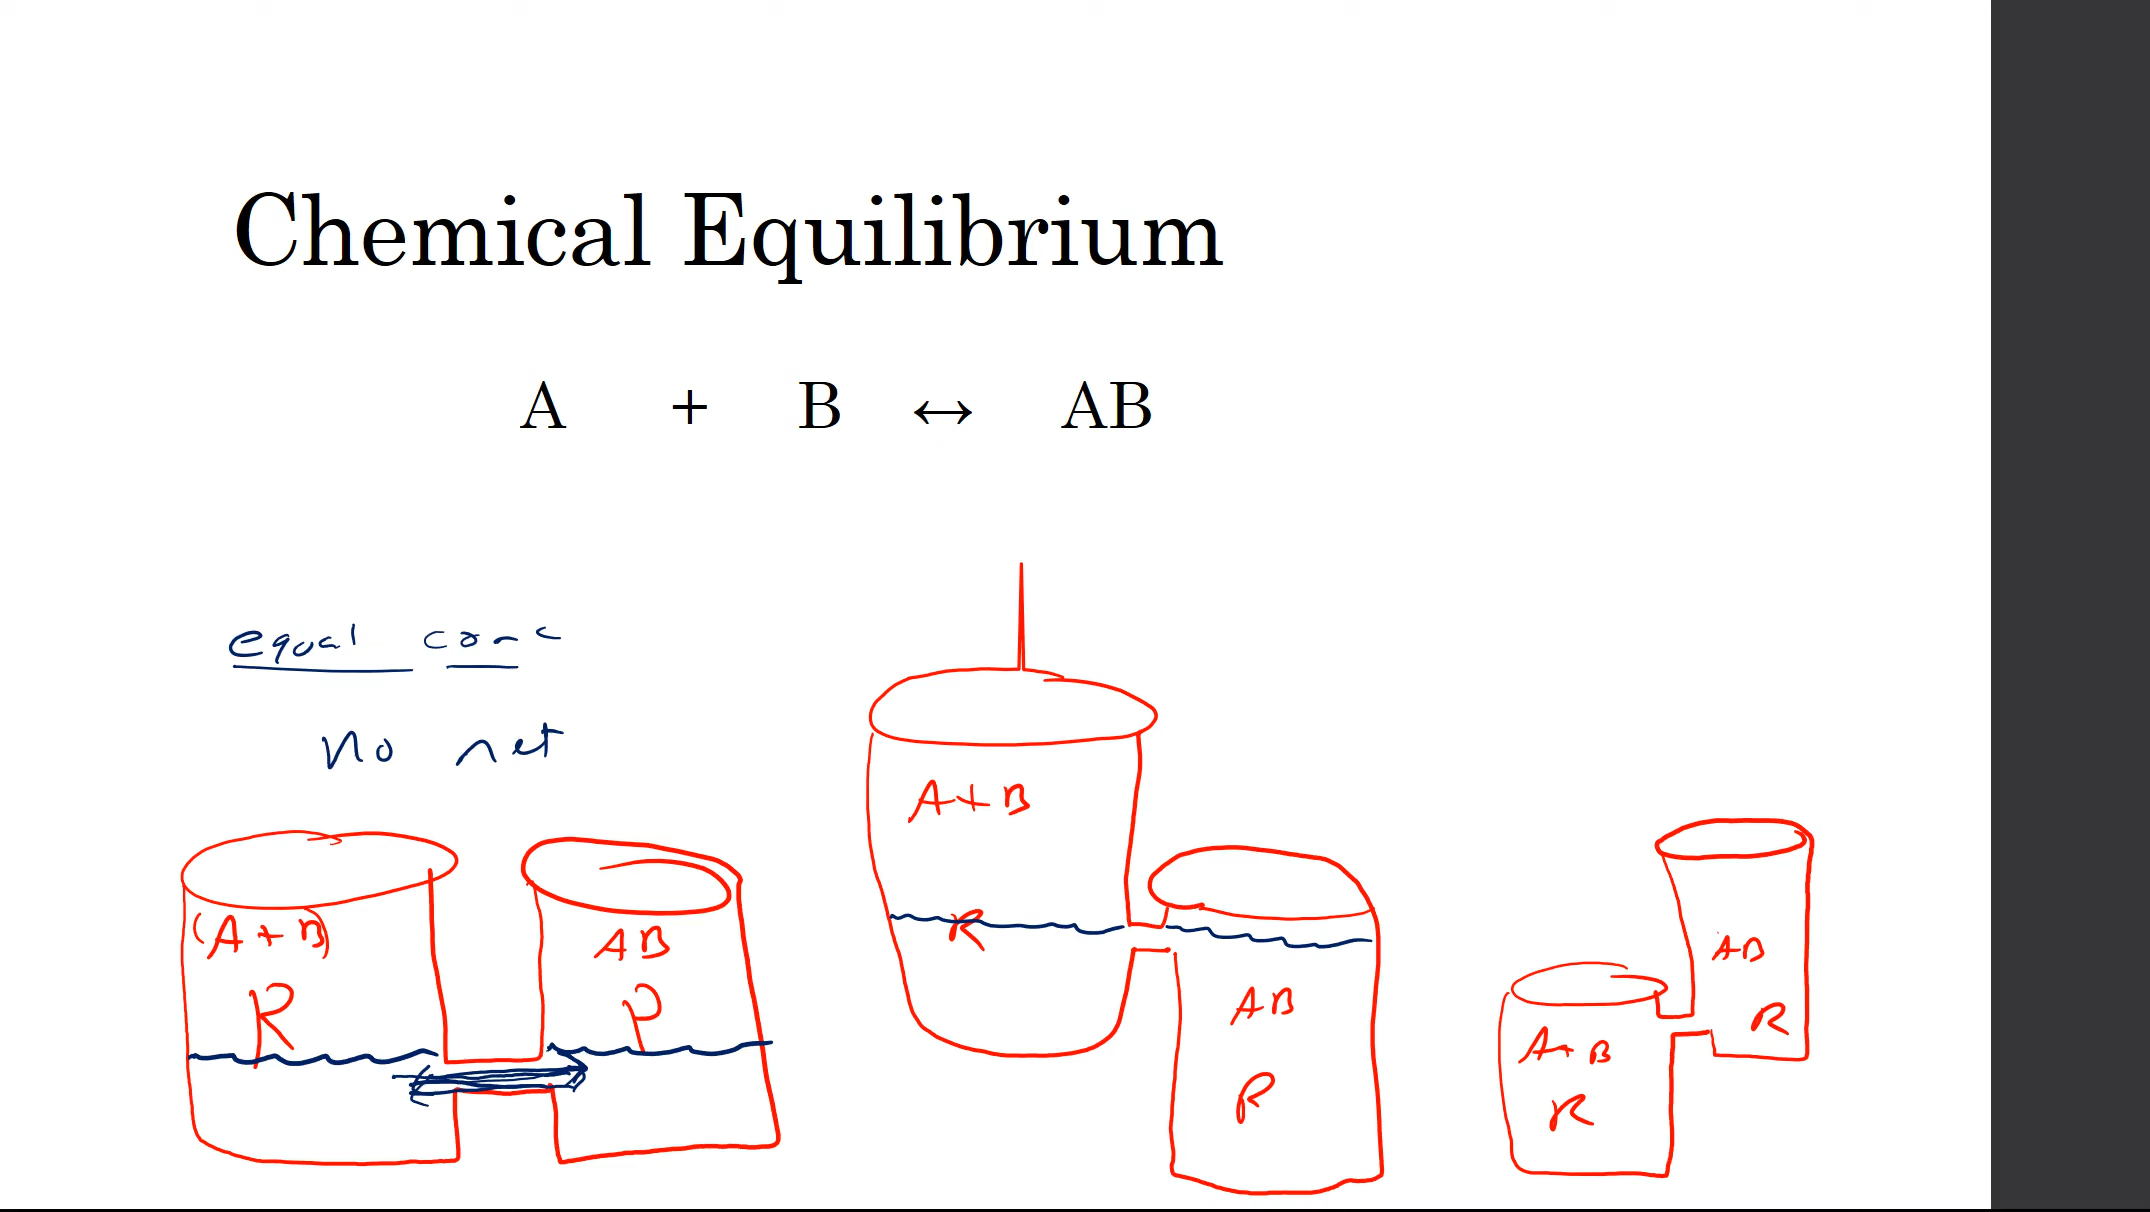 Chemical Equilibrium
A + B ↔ AB
equal conc
No net
(A + B)
R
AB
P
A+B
R
AB
P
AB
R
A+B
R